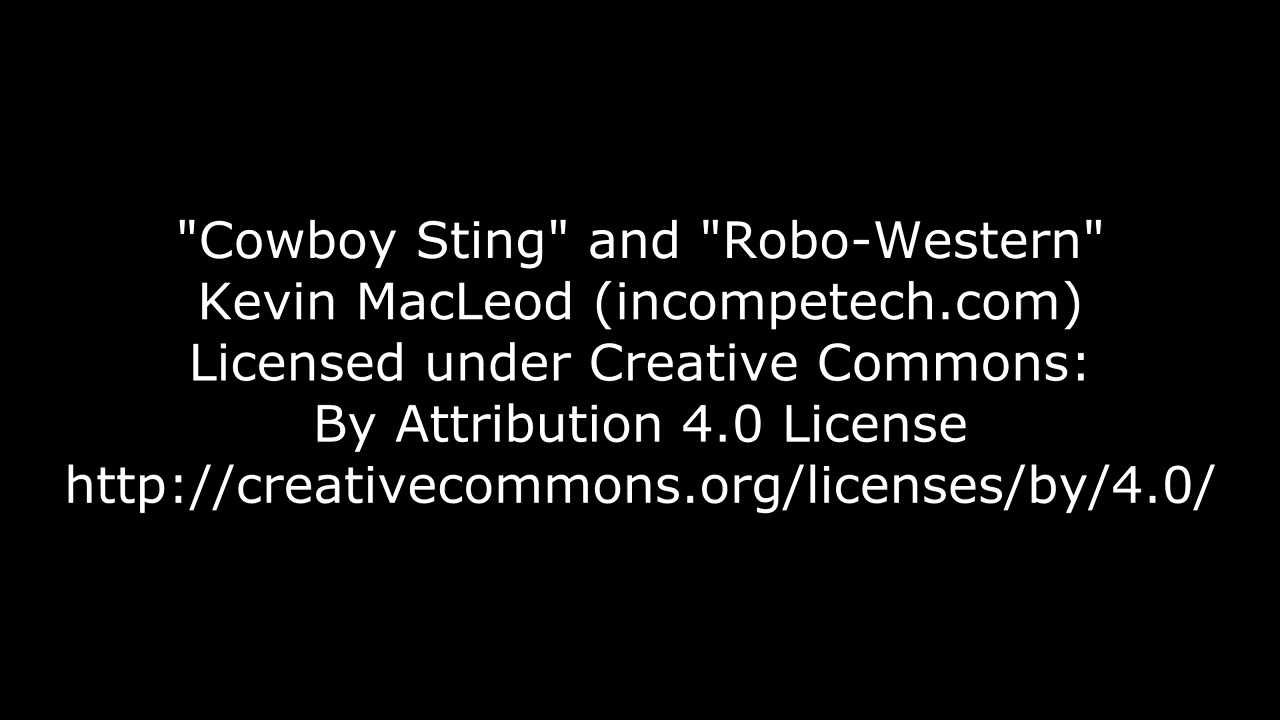 "Cowboy Sting" and "Robo-Western"
Kevin MacLeod (incompetech.com)
Licensed under Creative Commons:
By Attribution 4.0 License
http://creativecommons.org/licenses/by/4.0/